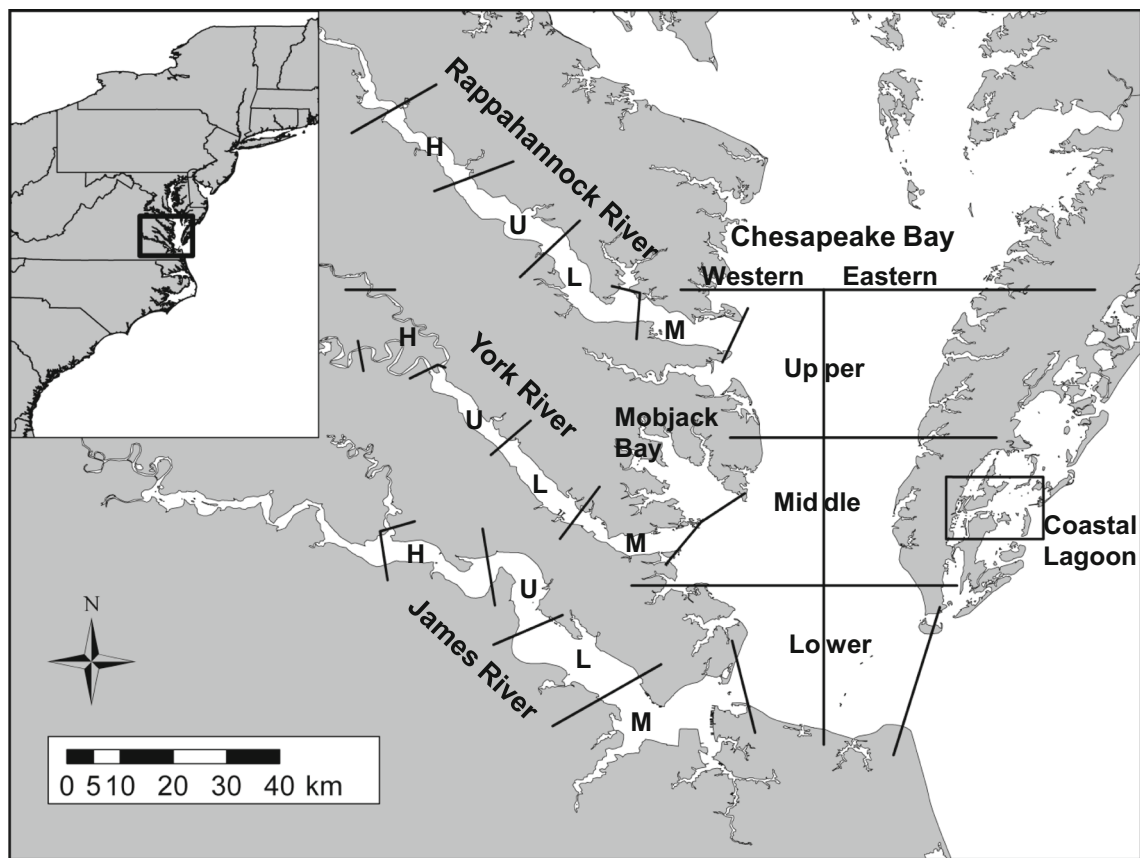 Rappahannock River
H
U
L
M
Chesapeake Bay
Western Eastern
Upper
Middle
Lower
York River
H
U
L
M
Mobjack
Bay
Coastal
Lagoon
James River
H
U
L
M
N
0 5 10 20 30 40 km